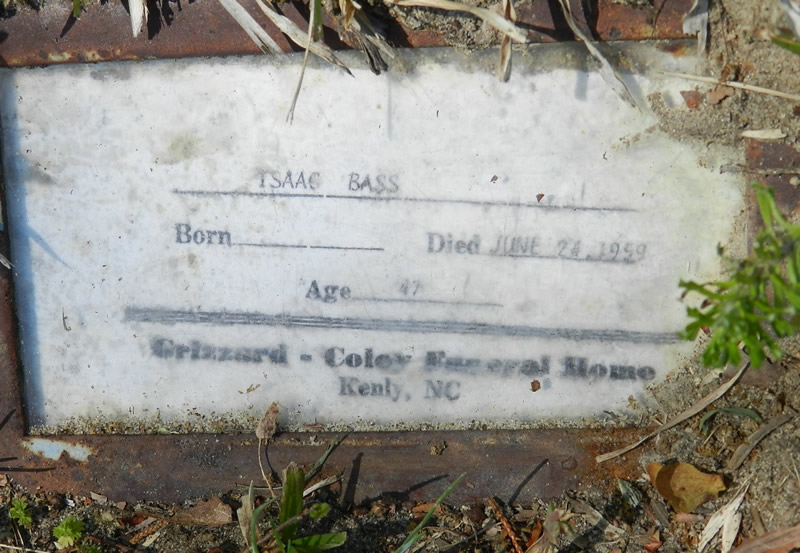 ISAAC BASS
Born Died JUNE 24, 1959
Age 47
Grizzard - Coley Funeral Home
Kenly, NC